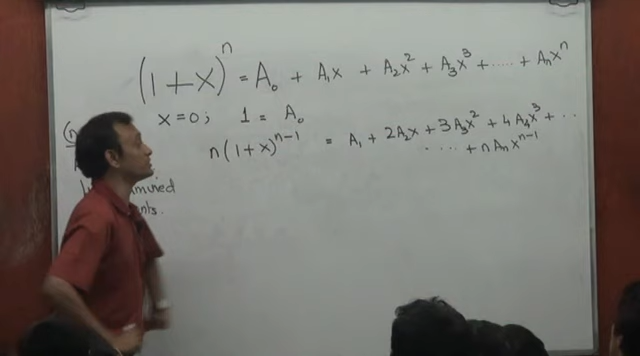 (1+x)^n = A₀ + A₁x + A₂x² + A₃x³ + ..... + Aₙxⁿ
x=0; 1 = A₀
n(1+x)^{n-1} = A₁ + 2A₂x + 3A₃x² + 4A₄x³ + ..
.... + nAₙx^{n-1}